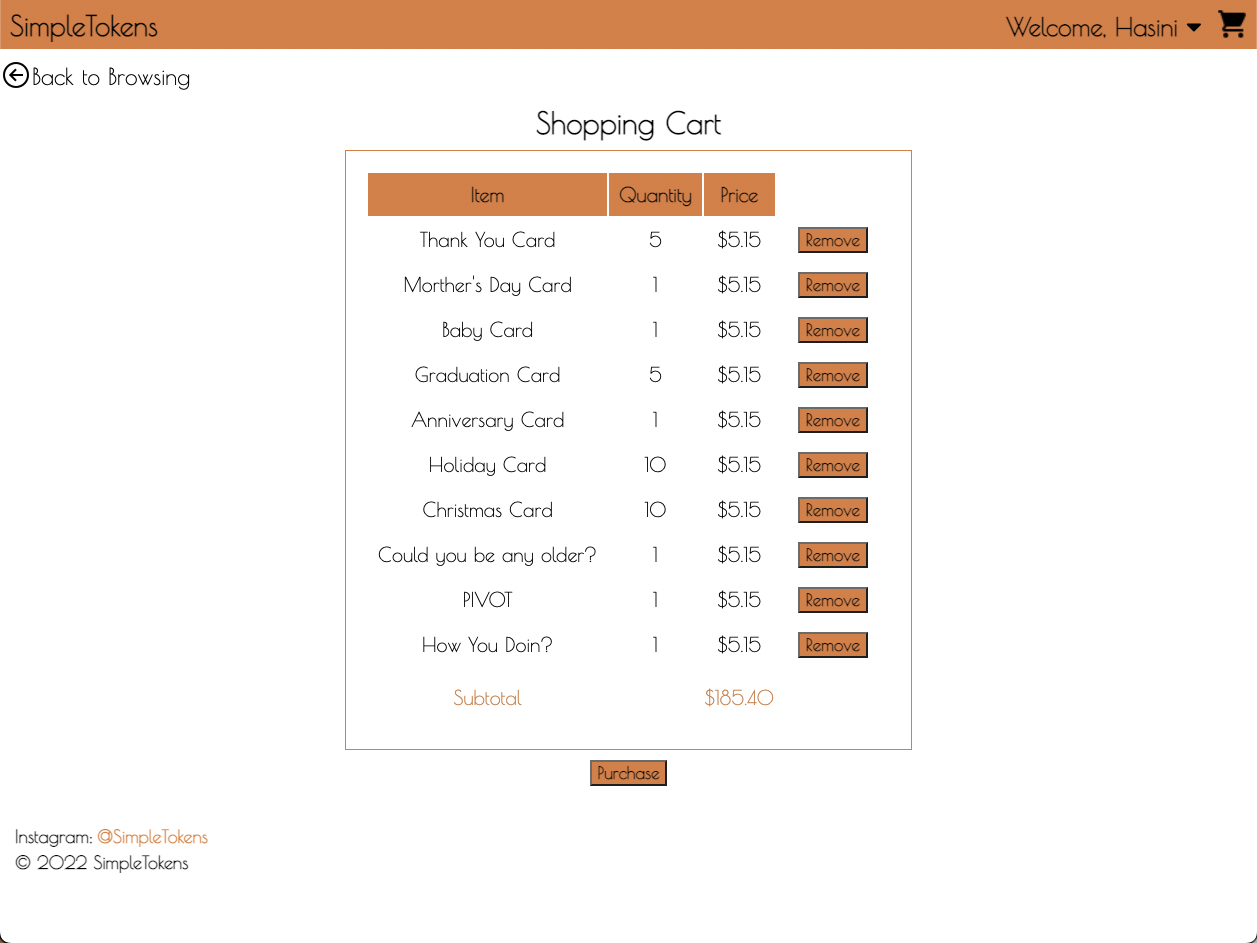 SimpleTokens Welcome, Hasini
Back to Browsing
Shopping Cart
Item Quantity Price
Thank You Card 5 $5.15 Remove
Morther's Day Card 1 $5.15 Remove
Baby Card 1 $5.15 Remove
Graduation Card 5 $5.15 Remove
Anniversary Card 1 $5.15 Remove
Holiday Card 10 $5.15 Remove
Christmas Card 10 $5.15 Remove
Could you be any older? 1 $5.15 Remove
PIVOT 1 $5.15 Remove
How You Doin? 1 $5.15 Remove
Subtotal $185.40
Purchase
Instagram: @SimpleTokens
© 2022 SimpleTokens